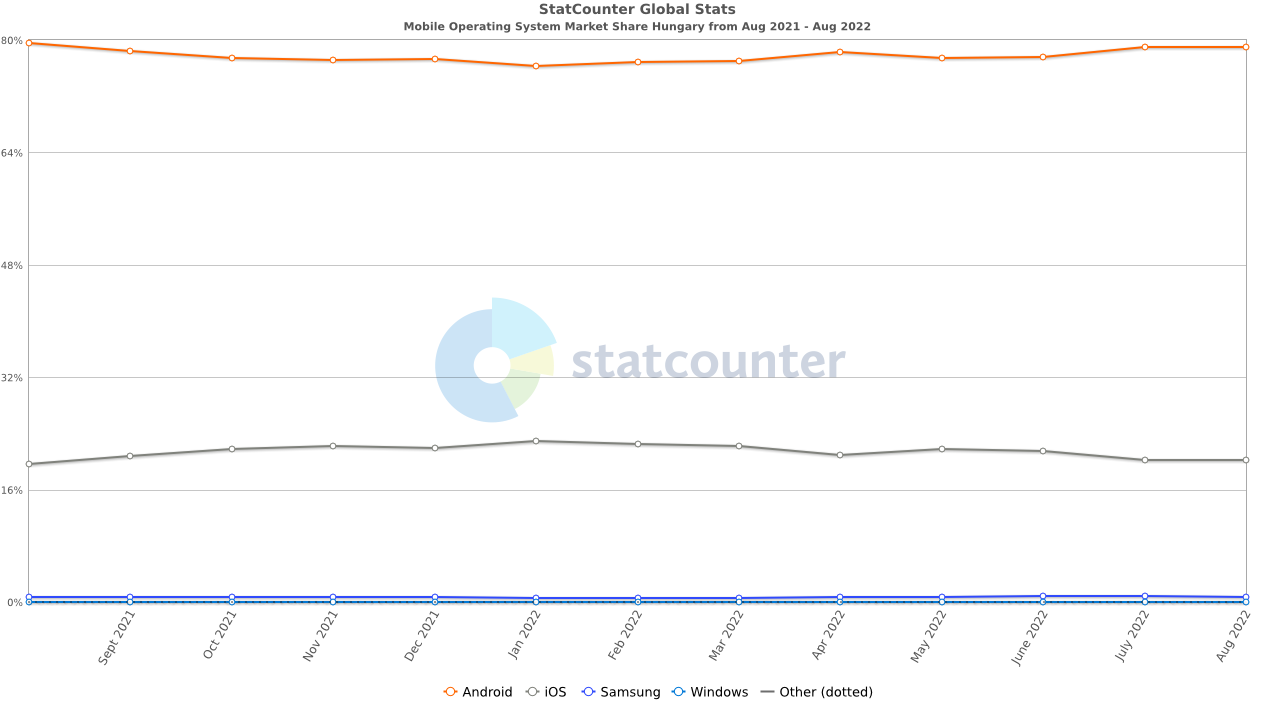 StatCounter Global Stats
Mobile Operating System Market Share Hungary from Aug 2021 - Aug 2022
80%
64%
48%
32%
16%
0%
statcounter
Sept 2021
Oct 2021
Nov 2021
Dec 2021
Jan 2022
Feb 2022
Mar 2022
Apr 2022
May 2022
June 2022
July 2022
Aug 2022
Android iOS Samsung Windows Other (dotted)